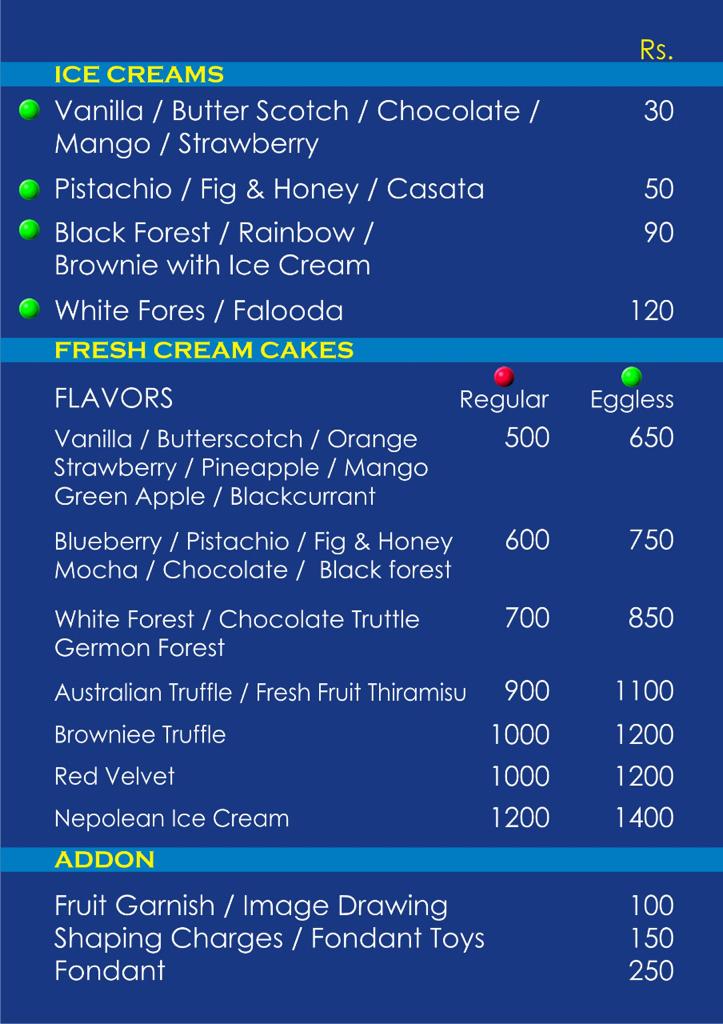 Rs.
ICE CREAMS
Vanilla / Butter Scotch / Chocolate / 30
Mango / Strawberry
Pistachio / Fig & Honey / Casata 50
Black Forest / Rainbow / 90
Brownie with Ice Cream
White Fores / Falooda 120
FRESH CREAM CAKES
FLAVORS Regular Eggless
Vanilla / Butterscotch / Orange 500 650
Strawberry / Pineapple / Mango
Green Apple / Blackcurrant
Blueberry / Pistachio / Fig & Honey 600 750
Mocha / Chocolate / Black forest
White Forest / Chocolate Truttle 700 850
Germon Forest
Australian Truffle / Fresh Fruit Thiramisu 900 1100
Browniee Truffle 1000 1200
Red Velvet 1000 1200
Nepolean Ice Cream 1200 1400
ADDON
Fruit Garnish / Image Drawing 100
Shaping Charges / Fondant Toys 150
Fondant 250